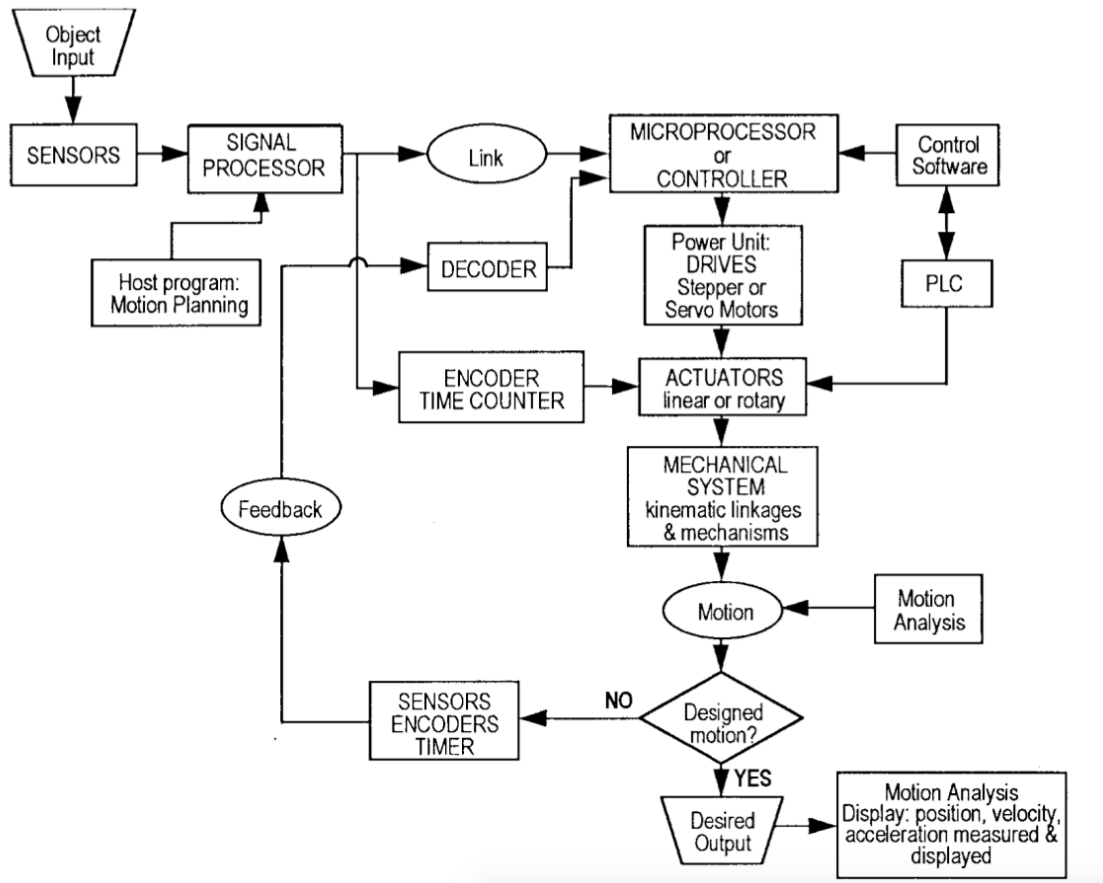 Object
Input
SENSORS
SIGNAL
PROCESSOR
Link
MICROPROCESSOR
or
CONTROLLER
Control
Software
Host program:
Motion Planning
DECODER
Power Unit:
DRIVES
Stepper or
Servo Motors
PLC
ENCODER
TIME COUNTER
ACTUATORS
linear or rotary
MECHANICAL
SYSTEM
kinematic linkages
& mechanisms
Feedback
Motion
Motion
Analysis
SENSORS
ENCODERS
TIMER
NO
Designed
motion?
YES
Desired
Output
Motion Analysis
Display: position, velocity,
acceleration measured &
displayed